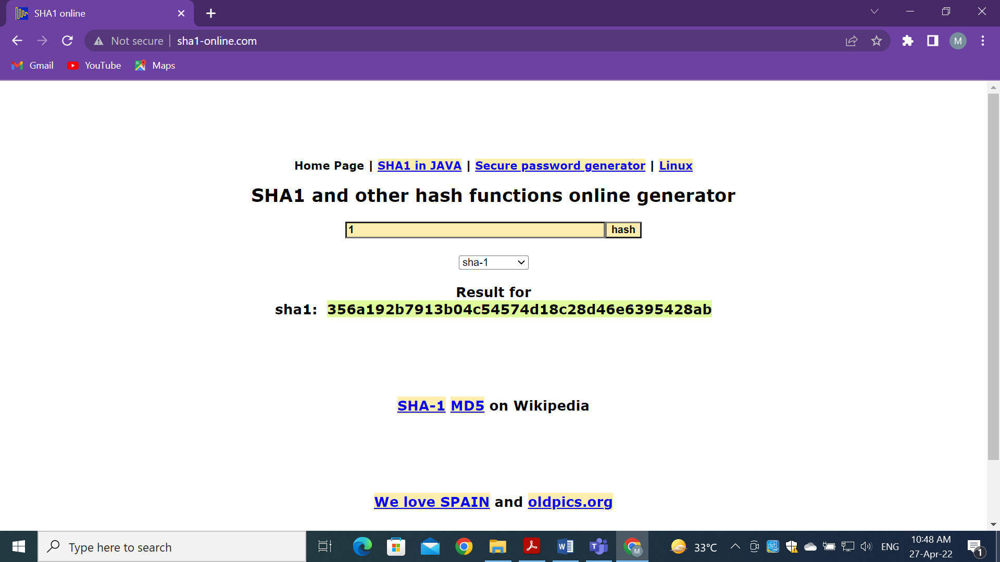 SHA1 online
Not secure | sha1-online.com
M
Gmail YouTube Maps
Home Page | SHA1 in JAVA | Secure password generator | Linux
SHA1 and other hash functions online generator
1 hash
sha-1
Result for
sha1: 356a192b7913b04c54574d18c28d46e6395428ab
SHA-1 MD5 on Wikipedia
We love SPAIN and oldpics.org
Type here to search
33°C
ENG
10:48 AM
27-Apr-22
1